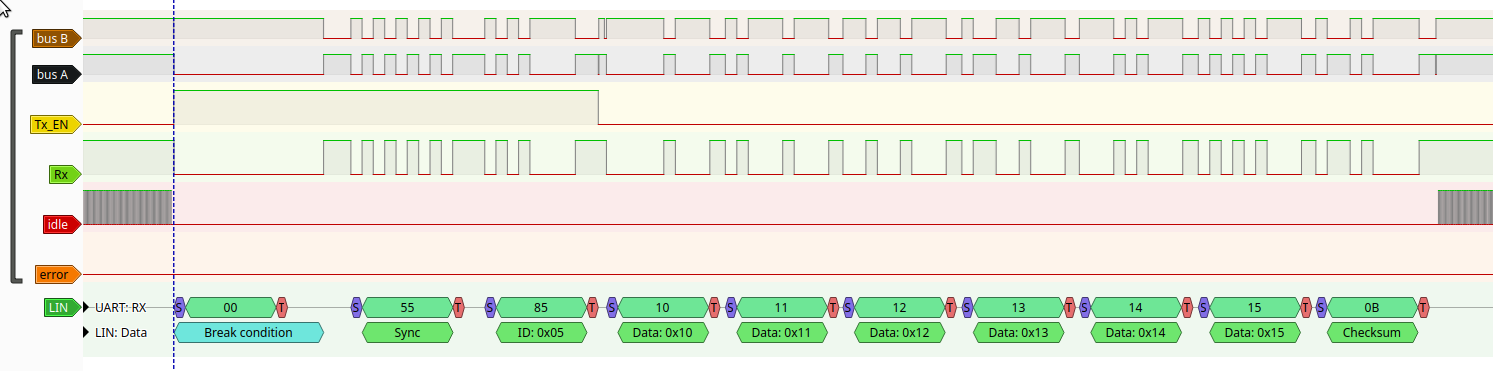 bus B
bus A
Tx_EN
Rx
idle
error
LIN UART: RX S 00 T S 55 T S 85 T S 10 T S 11 T S 12 T S 13 T S 14 T S 15 T S 0B T
LIN: Data Break condition Sync ID: 0x05 Data: 0x10 Data: 0x11 Data: 0x12 Data: 0x13 Data: 0x14 Data: 0x15 Checksum